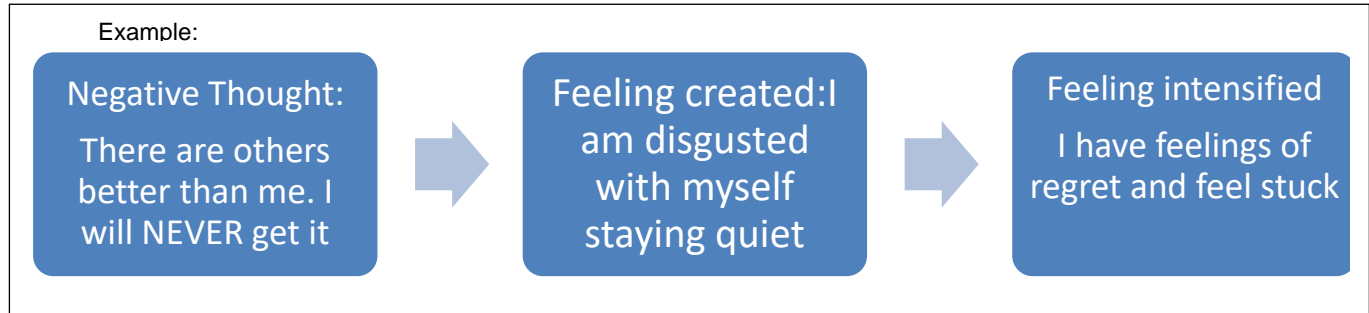 Example:
Negative Thought:
There are others
better than me. I
will NEVER get it
Feeling created:I
am disgusted
with myself
staying quiet
Feeling intensified
I have feelings of
regret and feel stuck